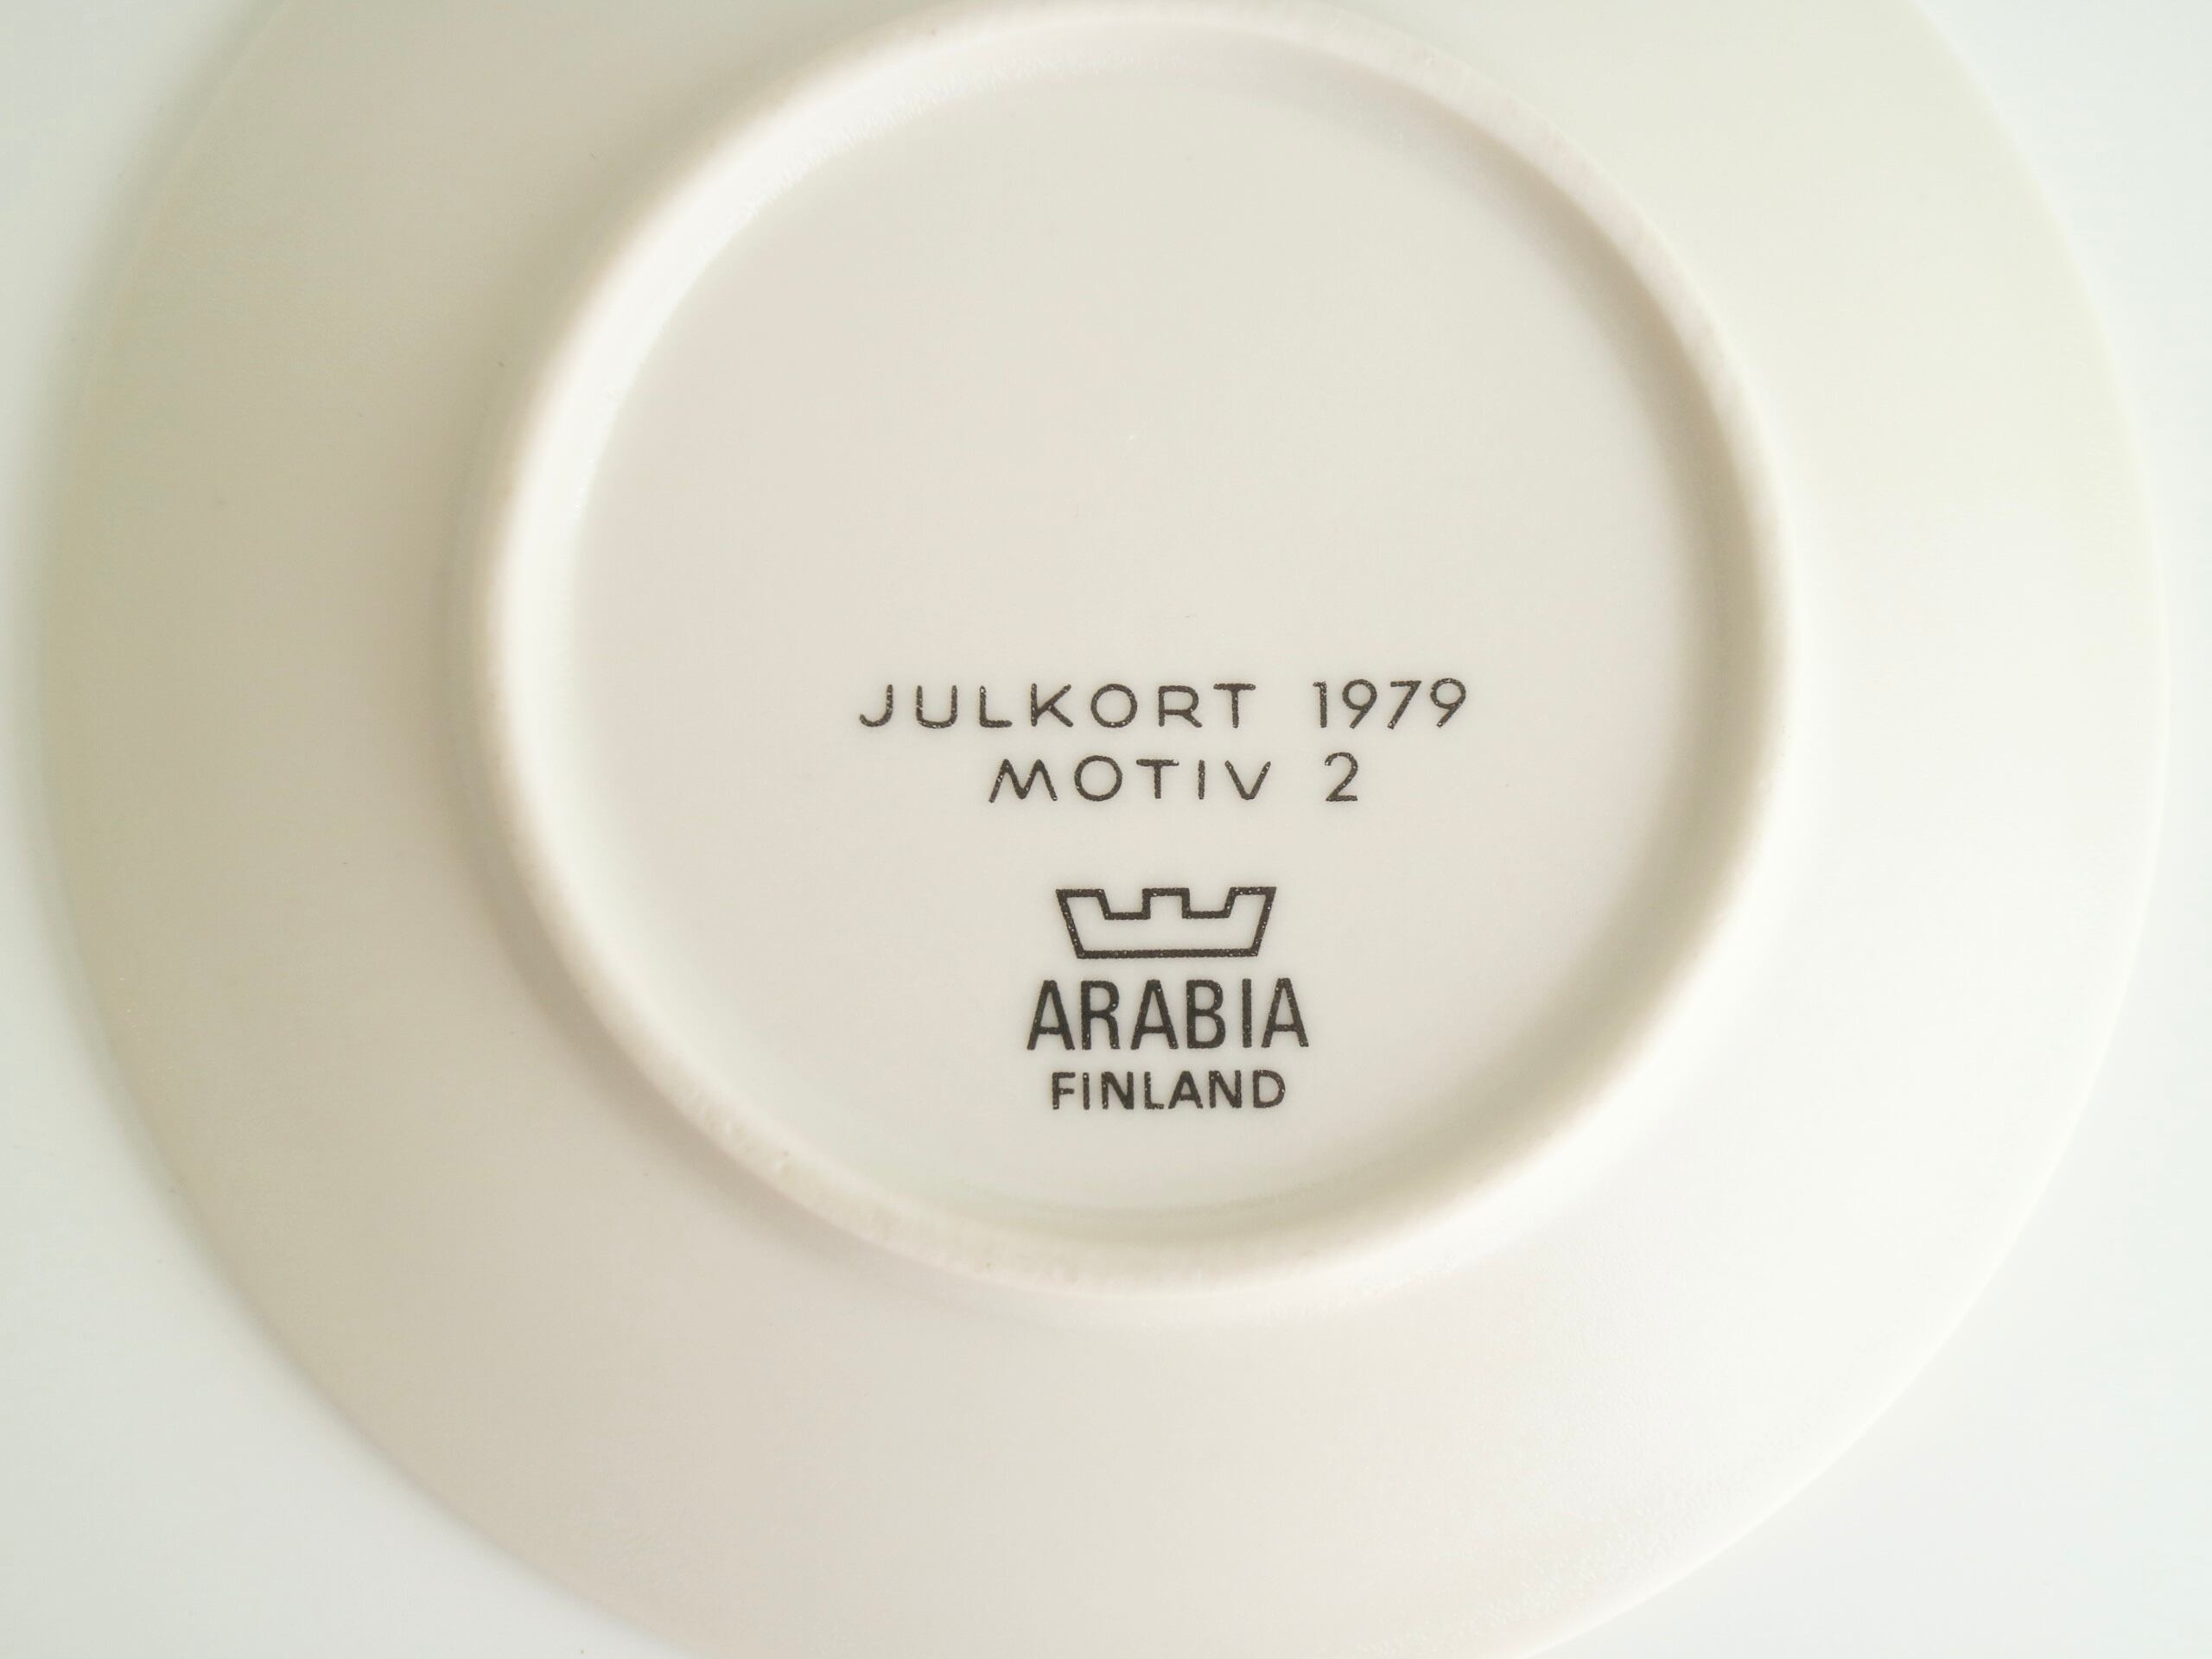 JULKORT 1979
MOTIV 2
ARABIA
FINLAND